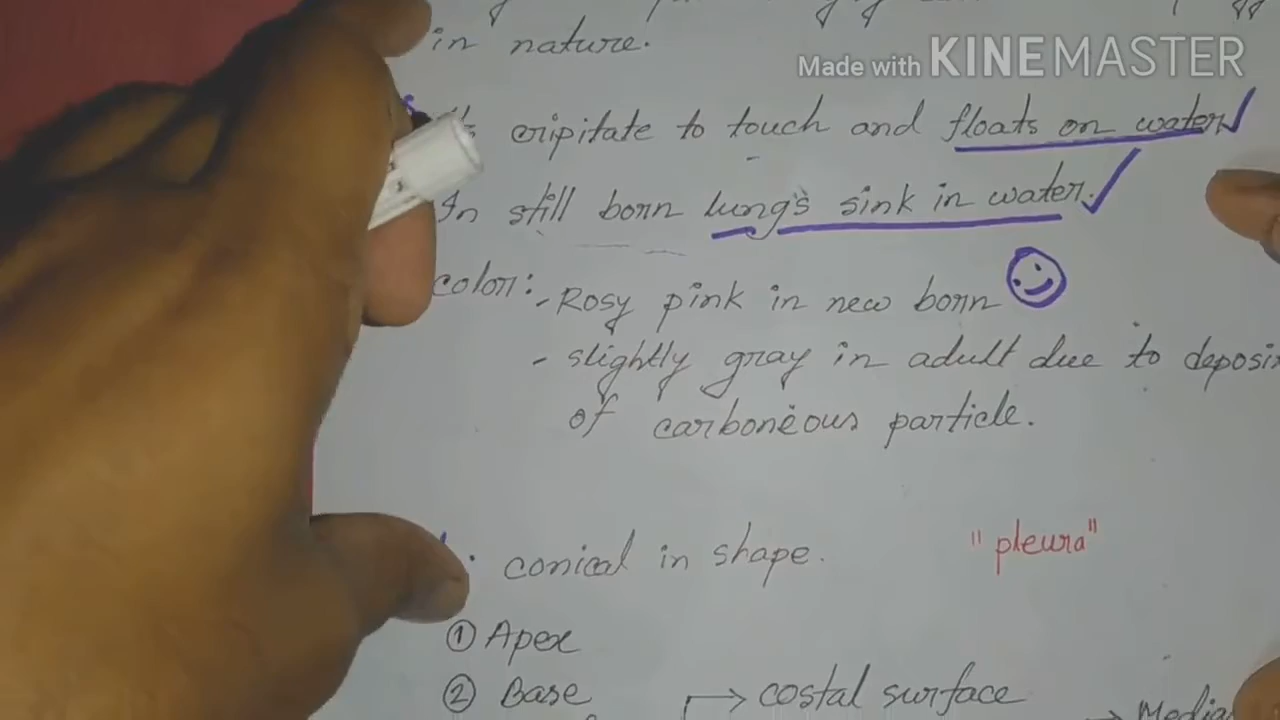 in nature.
Made with KINEMASTER
cripitate to touch and floats on water
In still born lung's sink in water.
color:- Rosy pink in new born
- slightly gray in adult due to
of carboneous particle.
conical in shape.
"pleura"
① Apex
② Base
→ costal surface